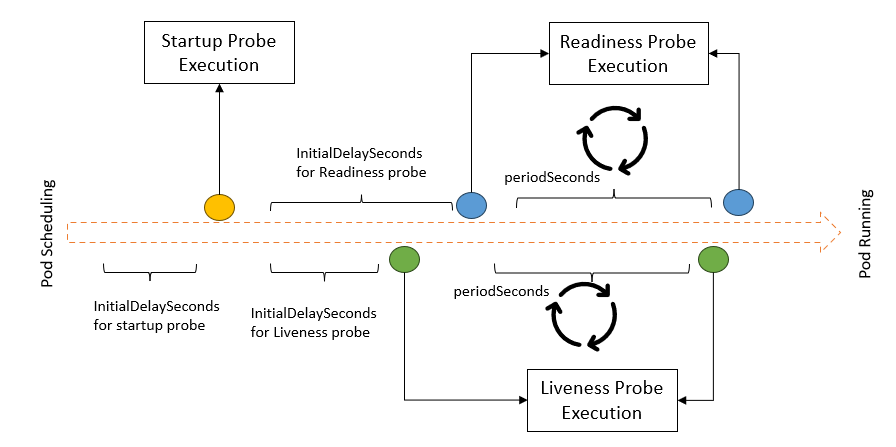 Startup Probe
Execution
Readiness Probe
Execution
InitialDelaySeconds
for Readiness probe
periodSeconds
Pod Scheduling
Pod Running
InitialDelaySeconds
for startup probe
InitialDelaySeconds
for Liveness probe
periodSeconds
Liveness Probe
Execution